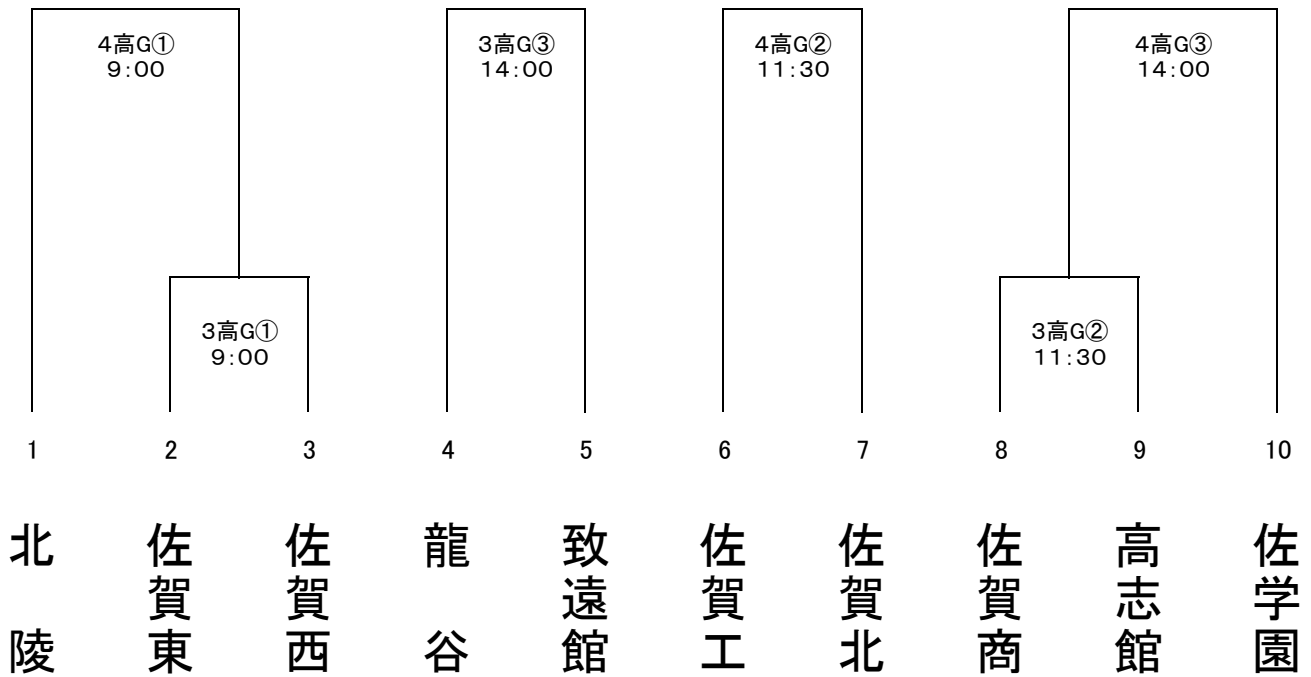 4高G①
9:00
3高G③
14:00
4高G②
11:30
4高G③
14:00
3高G①
9:00
3高G②
11:30
1
2
3
4
5
6
7
8
9
10
北陵
佐賀東
佐賀西
龍谷
致遠館
佐賀工
佐賀北
佐賀商
高志館
佐学園